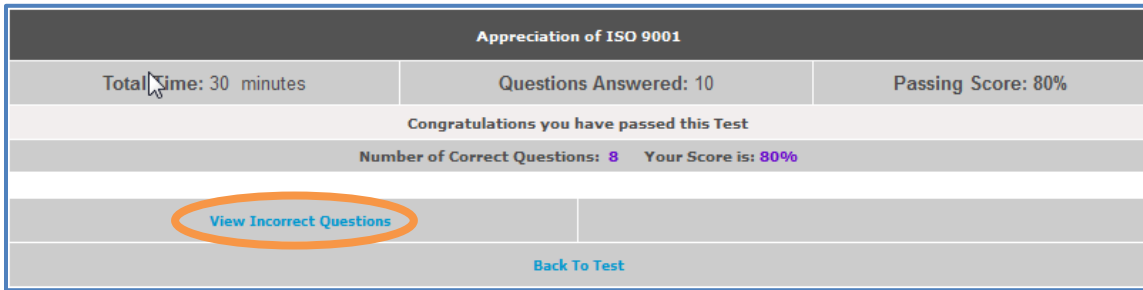 Appreciation of ISO 9001
Total Time: 30 minutes Questions Answered: 10 Passing Score: 80%
Congratulations you have passed this Test
Number of Correct Questions: 8 Your Score is: 80%
View Incorrect Questions
Back To Test